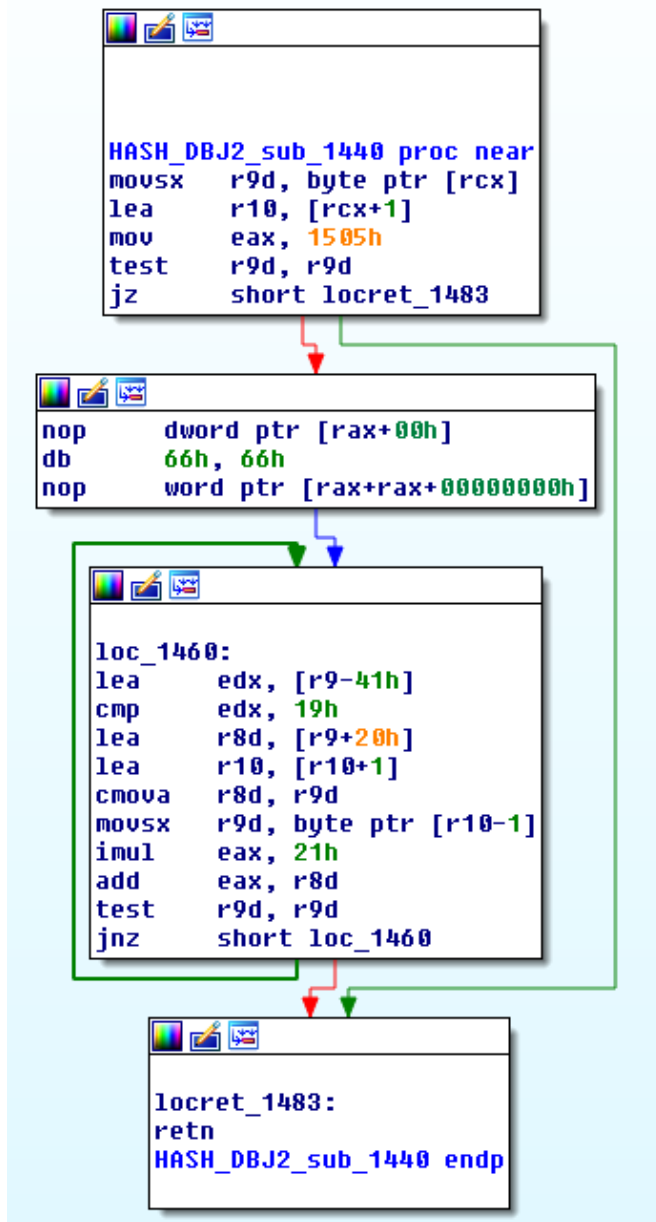 HASH_DBJ2_sub_1440 proc near
movsx r9d, byte ptr [rcx]
lea r10, [rcx+1]
mov eax, 1505h
test r9d, r9d
jz short locret_1483
nop dword ptr [rax+00h]
db 66h, 66h
nop word ptr [rax+rax+00000000h]
loc_1460:
lea edx, [r9-41h]
cmp edx, 19h
lea r8d, [r9+20h]
lea r10, [r10+1]
cmova r8d, r9d
movsx r9d, byte ptr [r10-1]
imul eax, 21h
add eax, r8d
test r9d, r9d
jnz short loc_1460
locret_1483:
retn
HASH_DBJ2_sub_1440 endp